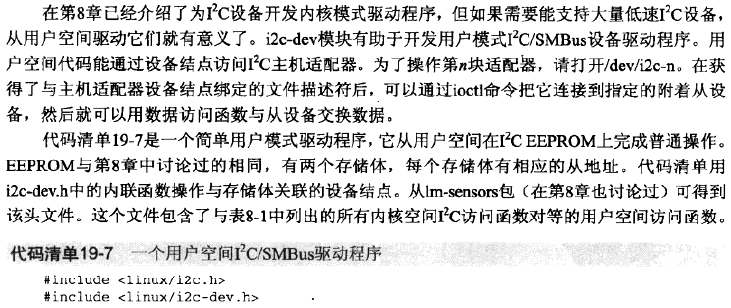 在第8章已经介绍了为I²C设备开发内核模式驱动程序，但如果需要能支持大量低速I²C设备，
从用户空间驱动它们就有意义了。i2c-dev模块有助于开发用户模式I²C/SMBus设备驱动程序。用
户空间代码能通过设备结点访问I²C主机适配器。为了操作第n块适配器，请打开/dev/i2c-n。在获
得了与主机适配器设备结点绑定的文件描述符后，可以通过ioctl命令把它连接到指定的附着从设
备，然后就可以用数据访问函数与从设备交换数据。
代码清单19-7是一个简单用户模式驱动程序，它从用户空间在I²C EEPROM上完成普通操作。
EEPROM与第8章中讨论过的相同，有两个存储体，每个存储体有相应的从地址。代码清单用
i2c-dev.h中的内联函数操作与存储体关联的设备结点。从lm-sensors包（在第8章也讨论过）可得到
该头文件。这个文件包含了与表8-1中列出的所有内核空间I²C访问函数对等的用户空间访问函数。
代码清单19-7 一个用户空间I²C/SMBus驱动程序
#include <linux/i2c.h>
#include <linux/i2c-dev.h>